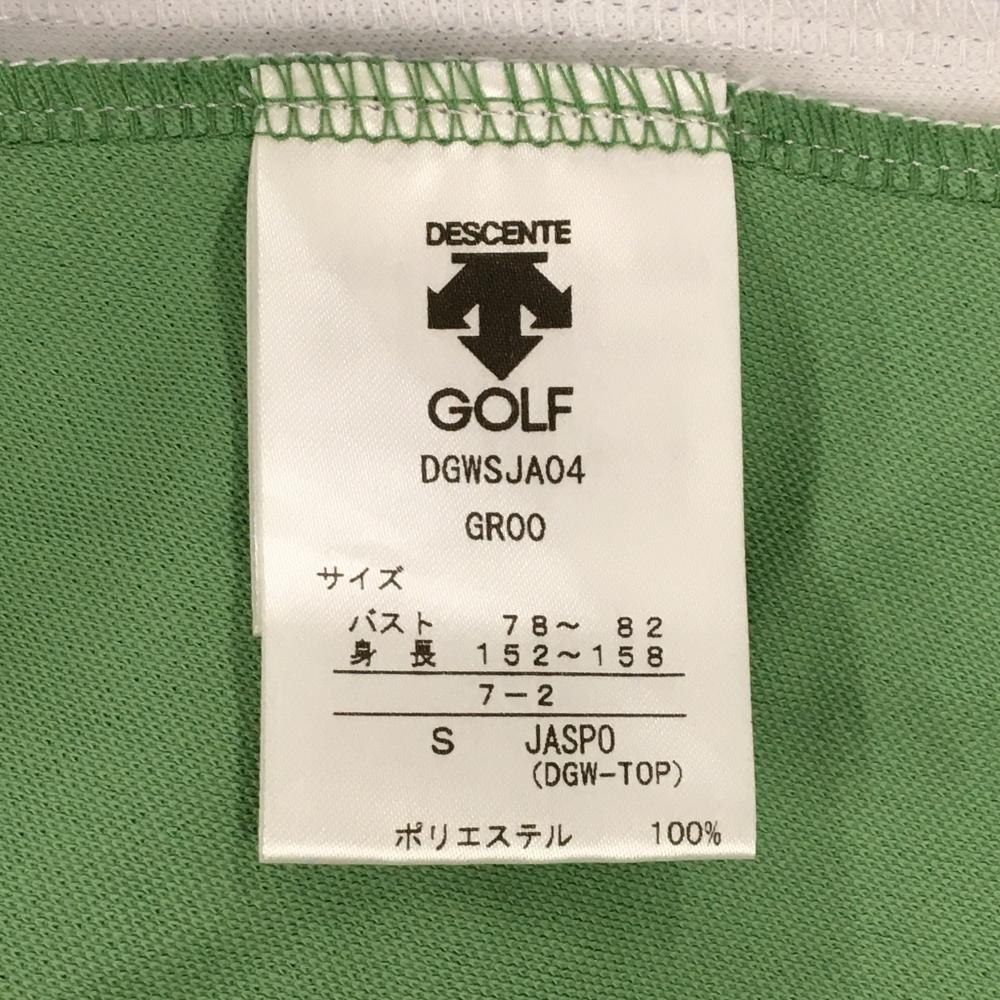 DESCENTE
GOLF
DGWSJA04
GR00
サイズ
バスト 78～ 82
身長 152～158
7－2
S JASPO
(DGW-TOP)
ポリエステル 100%